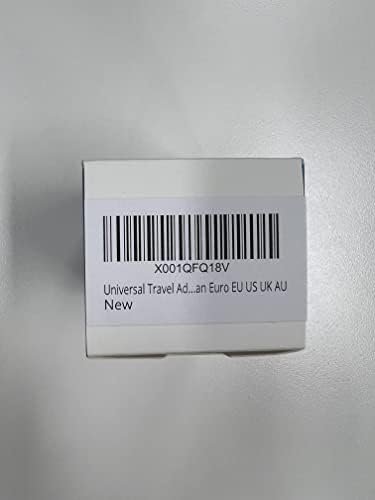 X001QFQ18V
Universal Travel Ad...an Euro EU US UK AU
New